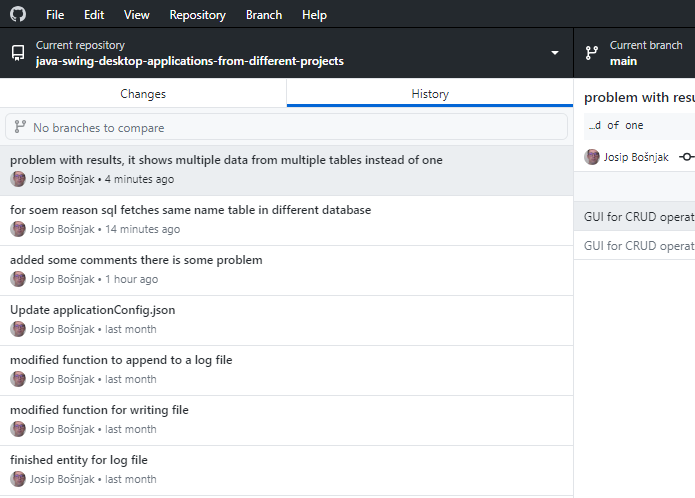 File Edit View Repository Branch Help
Current repository
java-swing-desktop-applications-from-different-projects
Current branch
main
Changes
History
No branches to compare
problem with results, it shows multiple data from multiple tables instead of one
Josip Bošnjak • 4 minutes ago
for soem reason sql fetches same name table in different database
Josip Bošnjak • 14 minutes ago
added some comments there is some problem
Josip Bošnjak • 1 hour ago
Update applicationConfig.json
Josip Bošnjak • last month
modified function to append to a log file
Josip Bošnjak • last month
modified function for writing file
Josip Bošnjak • last month
finished entity for log file
Josip Bošnjak • last month
problem with resu
…d of one
Josip Bošnjak
GUI for CRUD operat
GUI for CRUD operat